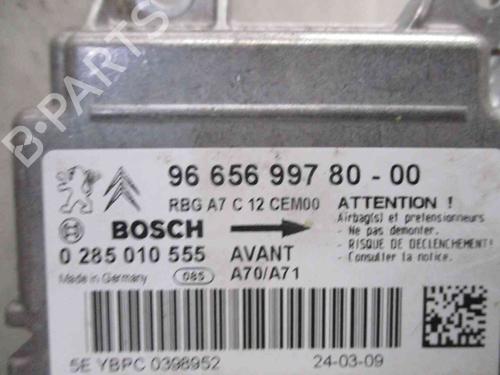 B-PARTS
96 656 997 80 - 00
RBG A7 C 12 CEM00
ATTENTION !
Airbag(s) et pretensionneurs
- Ne pas demonter.
- RISQUE DE DECLENCHEMENT!
- Consulter la notice.
BOSCH
0 285 010 555
AVANT
Made in Germany
085
A70/A71
5E YBPC 0398952
24-03-09